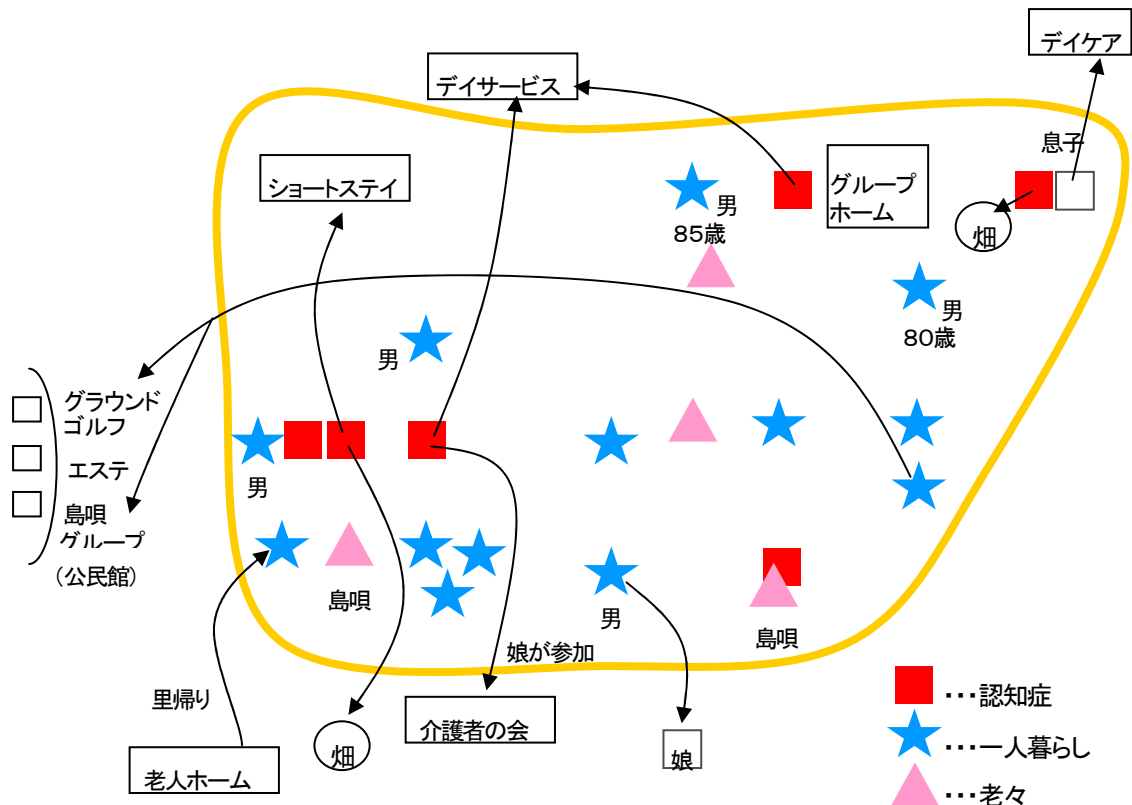 デイケア
デイサービス
息子
ショートステイ
グループ
ホーム
男
85歳
畑
男
80歳
男
グラウンド
ゴルフ
エステ
島唄
グループ
(公民館)
男
島唄
男
島唄
娘が参加
里帰り
介護者の会
畑
娘
老人ホーム
・・・認知症
・・・一人暮らし
・・・老々